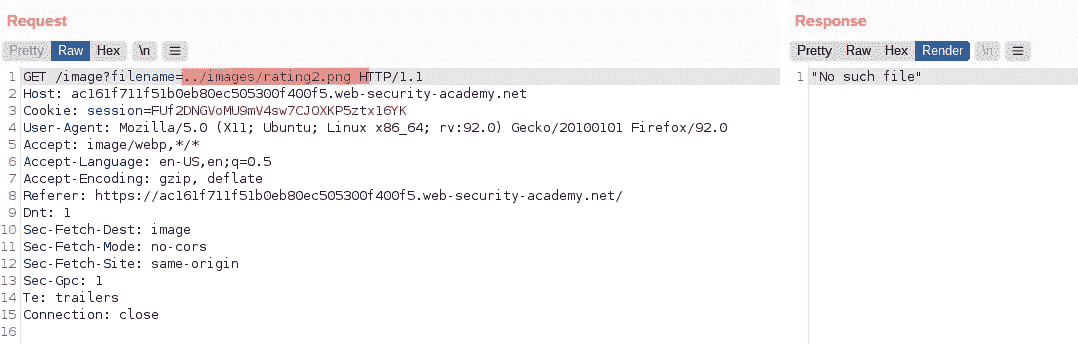 Request
Response
Pretty Raw Hex \n
Pretty Raw Hex Render \n
1 GET /image?filename=../images/rating2.png HTTP/1.1
2 Host: ac161f711f51b0eb80ec505300f400f5.web-security-academy.net
3 Cookie: session=FUf2DNGVoMU9mV4sw7CJOXKP5ztx16YK
4 User-Agent: Mozilla/5.0 (X11; Ubuntu; Linux x86_64; rv:92.0) Gecko/20100101 Firefox/92.0
5 Accept: image/webp,*/*
6 Accept-Language: en-US,en;q=0.5
7 Accept-Encoding: gzip, deflate
8 Referer: https://ac161f711f51b0eb80ec505300f400f5.web-security-academy.net/
9 Dnt: 1
10 Sec-Fetch-Dest: image
11 Sec-Fetch-Mode: no-cors
12 Sec-Fetch-Site: same-origin
13 Sec-Gpc: 1
14 Te: trailers
15 Connection: close
16
1 "No such file"